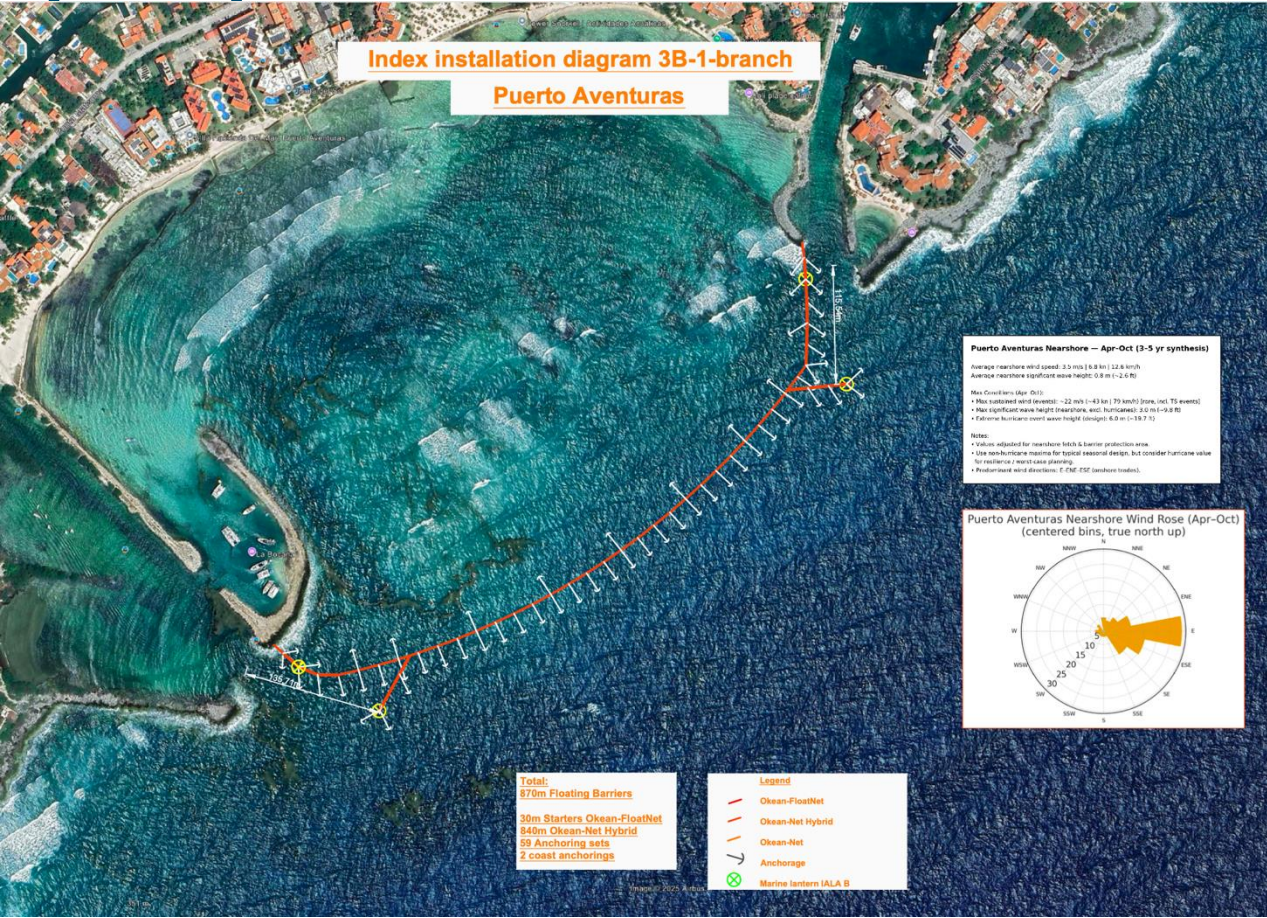 Index installation diagram 3B-1-branch
Puerto Aventuras
115.54m
Puerto Aventuras Nearshore — Apr-Oct (3–5 yr synthesis)
Average nearshore wind speed: 3.5 m/s | 6.8 kn | 12.6 km/h
Average nearshore significant wave height: 0.8 m (~2.6 ft)
Max Conditions (Apr-Oct):
• Max sustained wind (events): ~22 m/s (~43 kn | 79 km/h) [rare, incl. TS events]
• Max significant wave height (nearshore, excl. hurricanes): 3.0 m (~9.8 ft)
• Extreme hurricane event wave height (design): 6.0 m (~19.7 ft)
Notes:
• Values adjusted for nearshore fetch & barrier protection area.
• Use non-hurricane maxima for typical seasonal design, but consider hurricane value
for resilience / worst-case planning.
• Predominant wind directions: E–ENE–ESE (onshore trades).
Puerto Aventuras Nearshore Wind Rose (Apr–Oct)
(centered bins, true north up)
N
NNW
NNE
NW
NE
WNW
ENE
W
E
5
10
15
20
25
30
WSW
ESE
SW
SE
SSW
SSE
S
135.71m
Total:
870m Floating Barriers
30m Starters Okean-FloatNet
840m Okean-Net Hybrid
59 Anchoring sets
2 coast anchorings
Legend
Okean-FloatNet
Okean-Net Hybrid
Okean-Net
Anchorage
Marine lantern IALA B
Image © 2025 Airbus